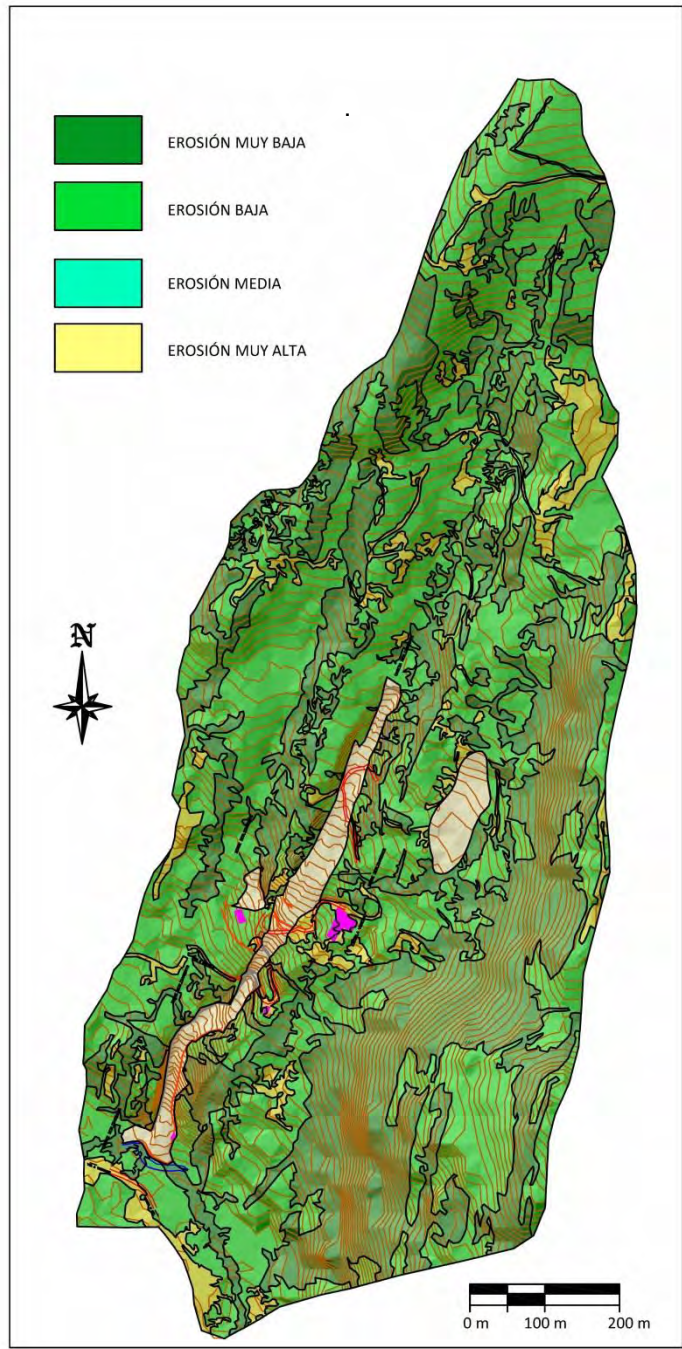 EROSIÓN MUY BAJA
EROSIÓN BAJA
EROSIÓN MEDIA
EROSIÓN MUY ALTA
N
0 m 100 m 200 m